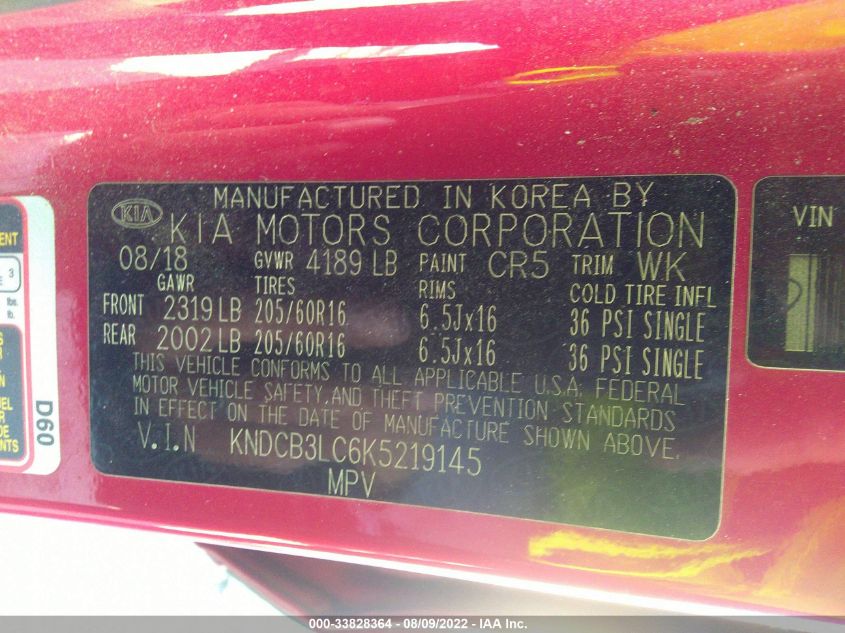 MANUFACTURED IN KOREA BY
KIA KIA MOTORS CORPORATION
08/18 GVWR 4189 LB PAINT CR5 TRIM WK
GAWR TIRES RIMS COLD TIRE INFL
FRONT 2319 LB 205/60R16 6.5Jx16 36 PSI SINGLE
REAR 2002 LB 205/60R16 6.5Jx16 36 PSI SINGLE
THIS VEHICLE CONFORMS TO ALL APPLICABLE U.S.A. FEDERAL
MOTOR VEHICLE SAFETY,AND THEFT PREVENTION STANDARDS
IN EFFECT ON THE DATE OF MANUFACTURE SHOWN ABOVE.
V.I.N KNDCB3LC6K5219145
MPV
VIN
3
lbs.
lb.
D60
000-33828364 - 08/09/2022 - IAA Inc.